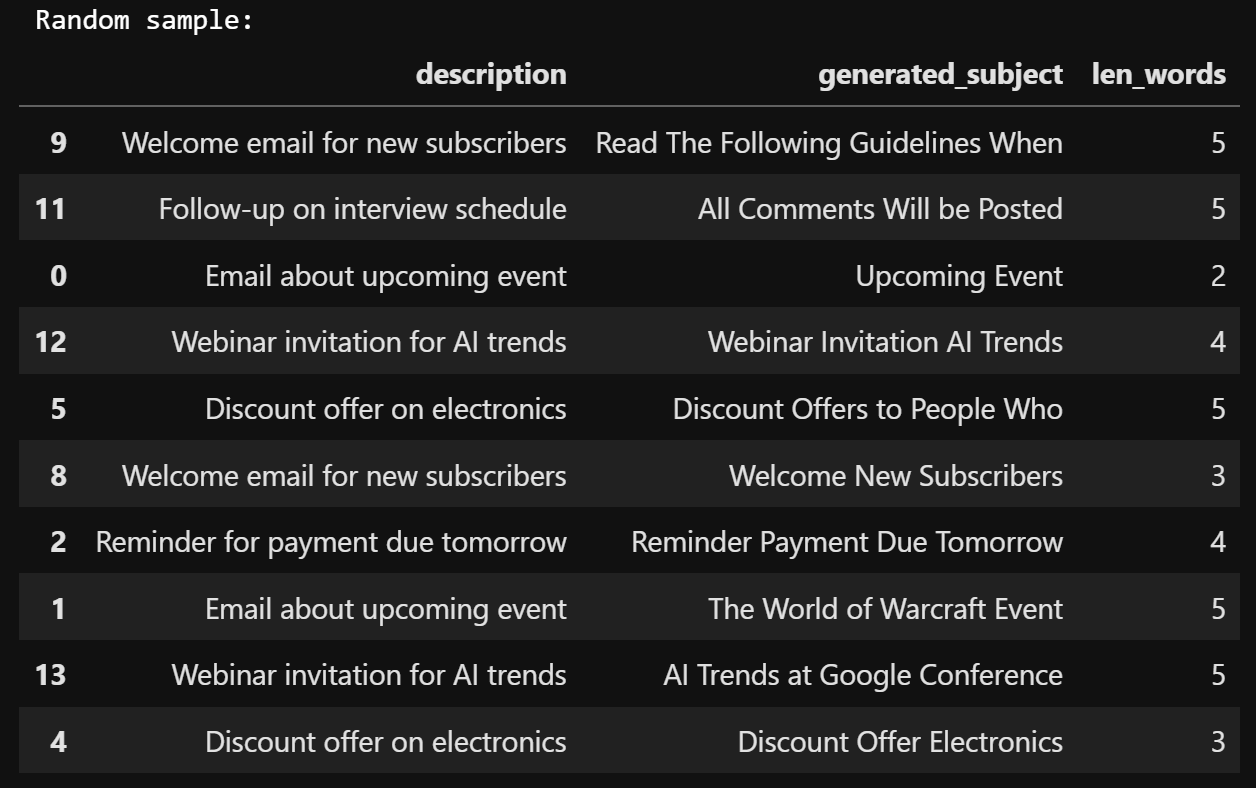 Random sample:
description generated_subject len_words
9 Welcome email for new subscribers Read The Following Guidelines When 5
11 Follow-up on interview schedule All Comments Will be Posted 5
0 Email about upcoming event Upcoming Event 2
12 Webinar invitation for AI trends Webinar Invitation AI Trends 4
5 Discount offer on electronics Discount Offers to People Who 5
8 Welcome email for new subscribers Welcome New Subscribers 3
2 Reminder for payment due tomorrow Reminder Payment Due Tomorrow 4
1 Email about upcoming event The World of Warcraft Event 5
13 Webinar invitation for AI trends AI Trends at Google Conference 5
4 Discount offer on electronics Discount Offer Electronics 3